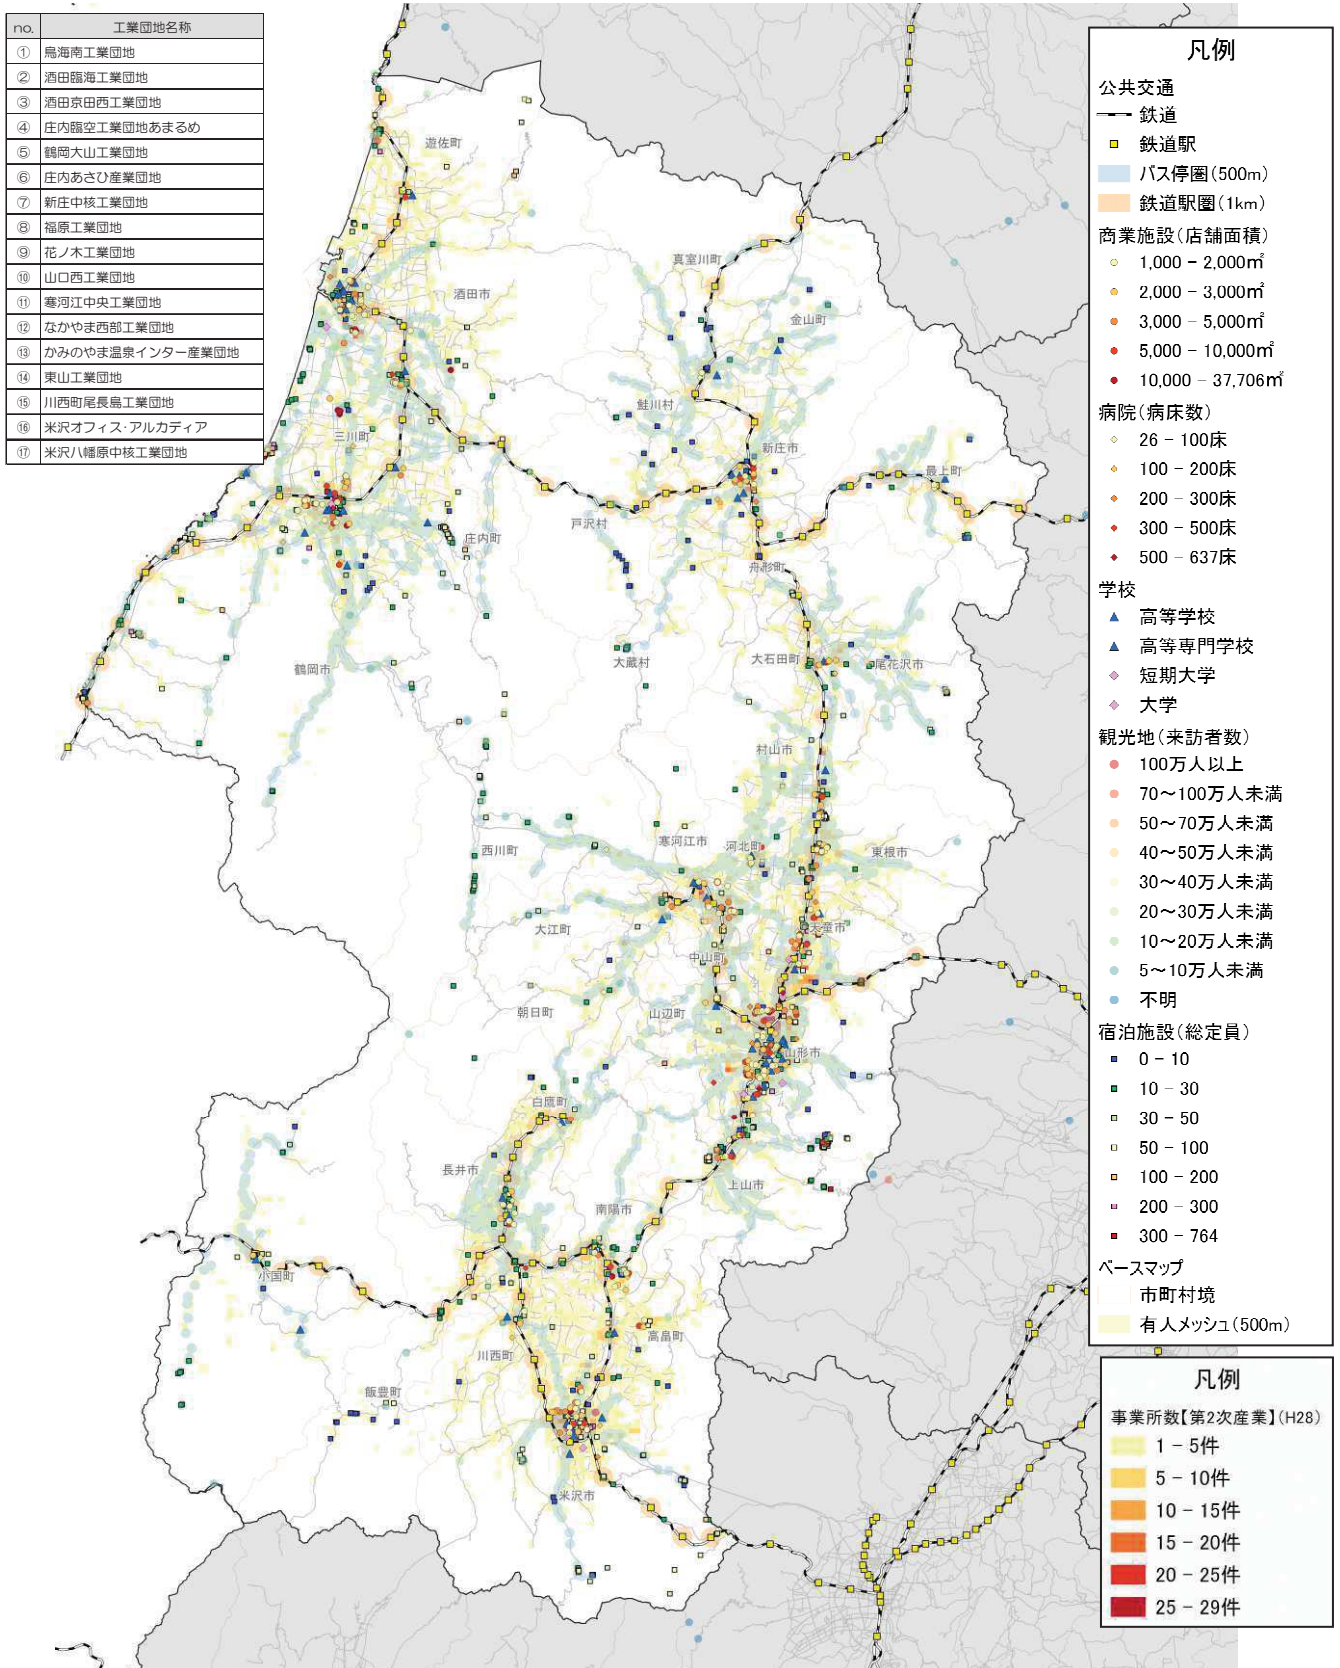 no. 工業団地名称
① 鳥海南工業団地
② 酒田臨海工業団地
③ 酒田京田西工業団地
④ 庄内臨空工業団地あまるめ
⑤ 鶴岡大山工業団地
⑥ 庄内あさひ産業団地
⑦ 新庄中核工業団地
⑧ 福原工業団地
⑨ 花ノ木工業団地
⑩ 山口西工業団地
⑪ 寒河江中央工業団地
⑫ なかやま西部工業団地
⑬ かみのやま温泉インター産業団地
⑭ 東山工業団地
⑮ 川西町尾長島工業団地
⑯ 米沢オフィス・アルカディア
⑰ 米沢八幡原中核工業団地
遊佐町
真室川町
酒田市
金山町
鮭川村
三川町
新庄市
最上町
戸沢村
庄内町
舟形町
大蔵村
大石田町
尾花沢市
鶴岡市
村山市
西川町
寒河江市
河北町
東根市
大江町
天童市
中山町
朝日町
山辺町
山形市
白鷹町
長井市
上山市
南陽市
小国町
高畠町
川西町
飯豊町
米沢市
凡例
公共交通
鉄道
鉄道駅
バス停圏(500m)
鉄道駅圏(1km)
商業施設(店舗面積)
1,000 - 2,000㎡
2,000 - 3,000㎡
3,000 - 5,000㎡
5,000 - 10,000㎡
10,000 - 37,706㎡
病院(病床数)
26 - 100床
100 - 200床
200 - 300床
300 - 500床
500 - 637床
学校
高等学校
高等専門学校
短期大学
大学
観光地(来訪者数)
100万人以上
70～100万人未満
50～70万人未満
40～50万人未満
30～40万人未満
20～30万人未満
10～20万人未満
5～10万人未満
不明
宿泊施設(総定員)
0 - 10
10 - 30
30 - 50
50 - 100
100 - 200
200 - 300
300 - 764
ベースマップ
市町村境
有人メッシュ(500m)
凡例
事業所数【第2次産業】(H28)
1 - 5件
5 - 10件
10 - 15件
15 - 20件
20 - 25件
25 - 29件